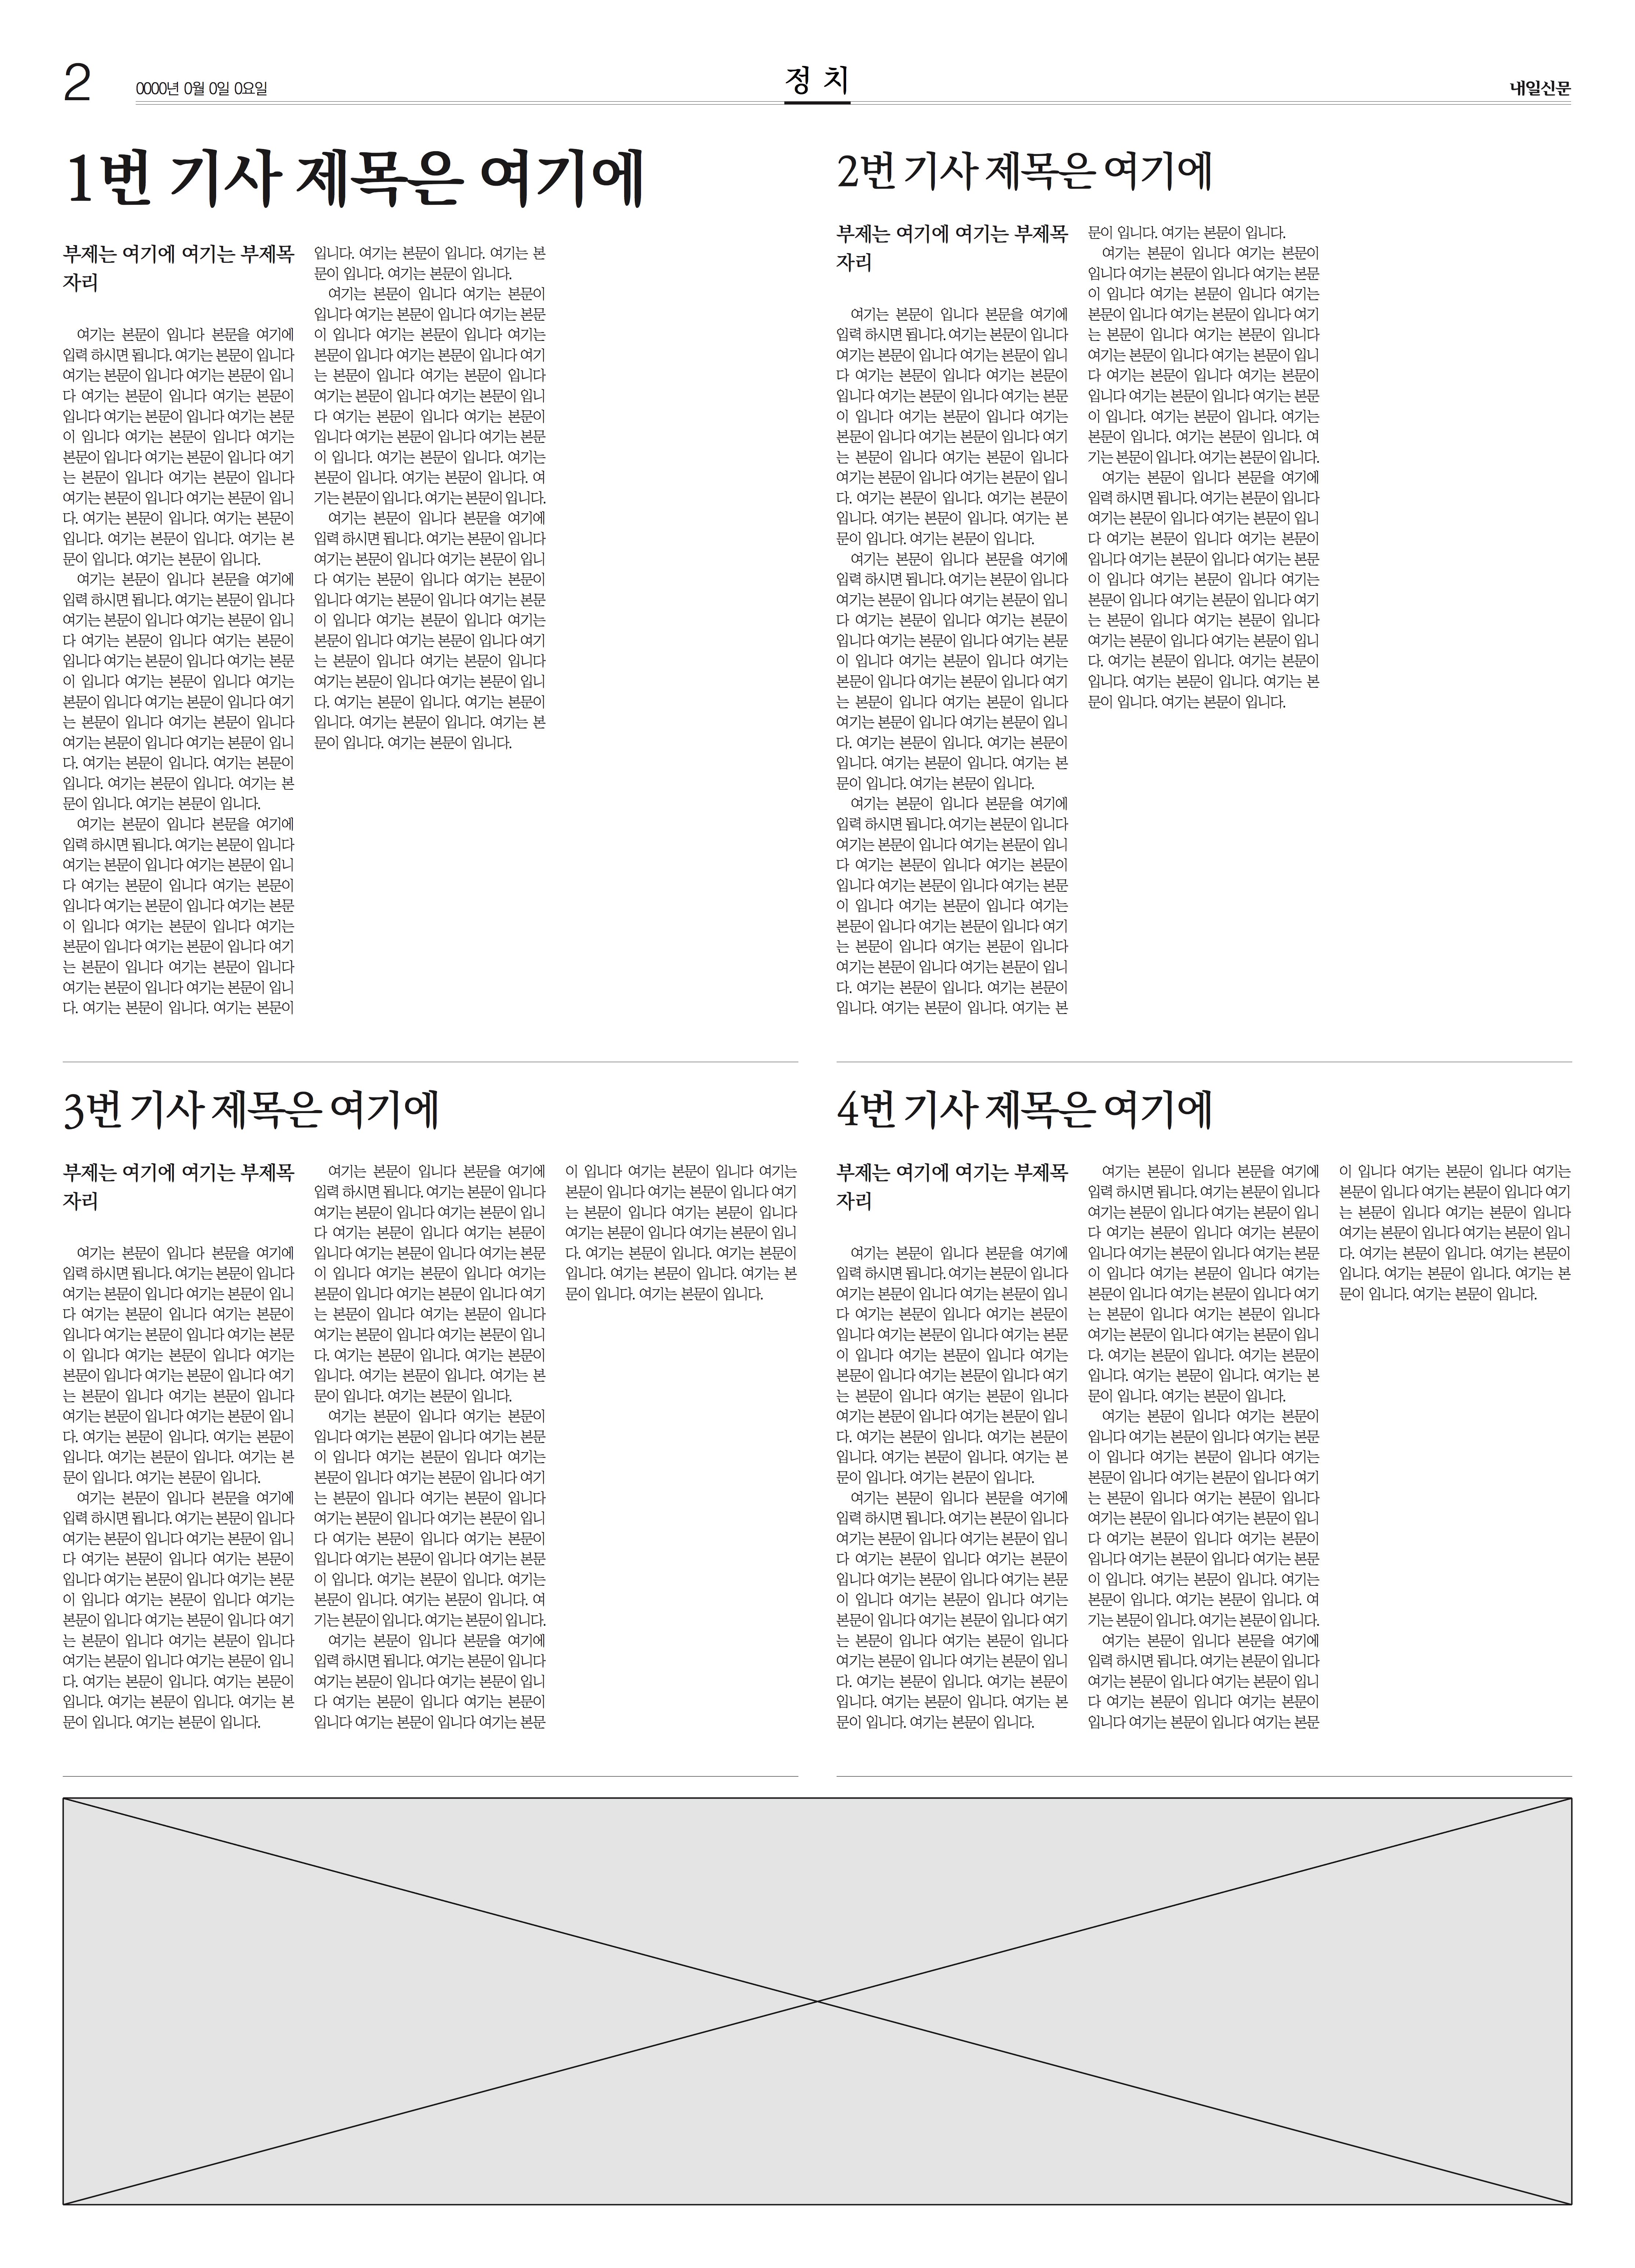 2
0000년 0월 0일 0요일
정 치
내일신문
1번 기사 제목은 여기에
부제는 여기에 여기는 부제목
자리
여기는 본문이 입니다 본문을 여기에
입력 하시면 됩니다. 여기는 본문이 입니다
여기는 본문이 입니다 여기는 본문이 입니
다 여기는 본문이 입니다 여기는 본문이
입니다 여기는 본문이 입니다 여기는 본문
이 입니다 여기는 본문이 입니다 여기는
본문이 입니다 여기는 본문이 입니다 여기
는 본문이 입니다 여기는 본문이 입니다
여기는 본문이 입니다 여기는 본문이 입니
다. 여기는 본문이 입니다. 여기는 본문이
입니다. 여기는 본문이 입니다. 여기는 본
문이 입니다. 여기는 본문이 입니다.
여기는 본문이 입니다 본문을 여기에
입력 하시면 됩니다. 여기는 본문이 입니다
여기는 본문이 입니다 여기는 본문이 입니
다 여기는 본문이 입니다 여기는 본문이
입니다 여기는 본문이 입니다 여기는 본문
이 입니다 여기는 본문이 입니다 여기는
본문이 입니다 여기는 본문이 입니다 여기
는 본문이 입니다 여기는 본문이 입니다
여기는 본문이 입니다 여기는 본문이 입니
다. 여기는 본문이 입니다. 여기는 본문이
입니다. 여기는 본문이 입니다. 여기는 본
문이 입니다. 여기는 본문이 입니다.
여기는 본문이 입니다 본문을 여기에
입력 하시면 됩니다. 여기는 본문이 입니다
여기는 본문이 입니다 여기는 본문이 입니
다 여기는 본문이 입니다 여기는 본문이
입니다 여기는 본문이 입니다 여기는 본문
이 입니다 여기는 본문이 입니다 여기는
본문이 입니다 여기는 본문이 입니다 여기
는 본문이 입니다 여기는 본문이 입니다
여기는 본문이 입니다 여기는 본문이 입니
다. 여기는 본문이 입니다. 여기는 본문이
입니다. 여기는 본문이 입니다. 여기는 본
문이 입니다. 여기는 본문이 입니다.
여기는 본문이 입니다 여기는 본문이
입니다 여기는 본문이 입니다 여기는 본문
이 입니다 여기는 본문이 입니다 여기는
본문이 입니다 여기는 본문이 입니다 여기
는 본문이 입니다 여기는 본문이 입니다
여기는 본문이 입니다 여기는 본문이 입니
다 여기는 본문이 입니다 여기는 본문이
입니다 여기는 본문이 입니다 여기는 본문
이 입니다. 여기는 본문이 입니다. 여기는
본문이 입니다. 여기는 본문이 입니다. 여
기는 본문이 입니다. 여기는 본문이 입니다.
여기는 본문이 입니다 본문을 여기에
입력 하시면 됩니다. 여기는 본문이 입니다
여기는 본문이 입니다 여기는 본문이 입니
다 여기는 본문이 입니다 여기는 본문이
입니다 여기는 본문이 입니다 여기는 본문
이 입니다 여기는 본문이 입니다 여기는
본문이 입니다 여기는 본문이 입니다 여기
는 본문이 입니다 여기는 본문이 입니다
여기는 본문이 입니다 여기는 본문이 입니
다. 여기는 본문이 입니다. 여기는 본문이
입니다. 여기는 본문이 입니다. 여기는 본
문이 입니다. 여기는 본문이 입니다.
2번 기사 제목은 여기에
부제는 여기에 여기는 부제목
자리
여기는 본문이 입니다 본문을 여기에
입력 하시면 됩니다. 여기는 본문이 입니다
여기는 본문이 입니다 여기는 본문이 입니
다 여기는 본문이 입니다 여기는 본문이
입니다 여기는 본문이 입니다 여기는 본문
이 입니다 여기는 본문이 입니다 여기는
본문이 입니다 여기는 본문이 입니다 여기
는 본문이 입니다 여기는 본문이 입니다
여기는 본문이 입니다 여기는 본문이 입니
다. 여기는 본문이 입니다. 여기는 본문이
입니다. 여기는 본문이 입니다. 여기는 본
문이 입니다. 여기는 본문이 입니다.
여기는 본문이 입니다 본문을 여기에
입력 하시면 됩니다. 여기는 본문이 입니다
여기는 본문이 입니다 여기는 본문이 입니
다 여기는 본문이 입니다 여기는 본문이
입니다 여기는 본문이 입니다 여기는 본문
이 입니다 여기는 본문이 입니다 여기는
본문이 입니다 여기는 본문이 입니다 여기
는 본문이 입니다 여기는 본문이 입니다
여기는 본문이 입니다 여기는 본문이 입니
다. 여기는 본문이 입니다. 여기는 본문이
입니다. 여기는 본문이 입니다. 여기는 본
문이 입니다. 여기는 본문이 입니다.
여기는 본문이 입니다 본문을 여기에
입력 하시면 됩니다. 여기는 본문이 입니다
여기는 본문이 입니다 여기는 본문이 입니
다 여기는 본문이 입니다 여기는 본문이
입니다 여기는 본문이 입니다 여기는 본문
이 입니다 여기는 본문이 입니다 여기는
본문이 입니다 여기는 본문이 입니다 여기
는 본문이 입니다 여기는 본문이 입니다
여기는 본문이 입니다 여기는 본문이 입니
다. 여기는 본문이 입니다. 여기는 본문이
입니다. 여기는 본문이 입니다. 여기는 본
문이 입니다. 여기는 본문이 입니다.
여기는 본문이 입니다 여기는 본문이
입니다 여기는 본문이 입니다 여기는 본문
이 입니다 여기는 본문이 입니다 여기는
본문이 입니다 여기는 본문이 입니다 여기
는 본문이 입니다 여기는 본문이 입니다
여기는 본문이 입니다 여기는 본문이 입니
다 여기는 본문이 입니다 여기는 본문이
입니다 여기는 본문이 입니다 여기는 본문
이 입니다. 여기는 본문이 입니다. 여기는
본문이 입니다. 여기는 본문이 입니다. 여
기는 본문이 입니다. 여기는 본문이 입니다.
여기는 본문이 입니다 본문을 여기에
입력 하시면 됩니다. 여기는 본문이 입니다
여기는 본문이 입니다 여기는 본문이 입니
다 여기는 본문이 입니다 여기는 본문이
입니다 여기는 본문이 입니다 여기는 본문
이 입니다 여기는 본문이 입니다 여기는
본문이 입니다 여기는 본문이 입니다 여기
는 본문이 입니다 여기는 본문이 입니다
여기는 본문이 입니다 여기는 본문이 입니
다. 여기는 본문이 입니다. 여기는 본문이
입니다. 여기는 본문이 입니다. 여기는 본
문이 입니다. 여기는 본문이 입니다.
3번 기사 제목은 여기에
부제는 여기에 여기는 부제목
자리
여기는 본문이 입니다 본문을 여기에
입력 하시면 됩니다. 여기는 본문이 입니다
여기는 본문이 입니다 여기는 본문이 입니
다 여기는 본문이 입니다 여기는 본문이
입니다 여기는 본문이 입니다 여기는 본문
이 입니다 여기는 본문이 입니다 여기는
본문이 입니다 여기는 본문이 입니다 여기
는 본문이 입니다 여기는 본문이 입니다
여기는 본문이 입니다 여기는 본문이 입니
다. 여기는 본문이 입니다. 여기는 본문이
입니다. 여기는 본문이 입니다. 여기는 본
문이 입니다. 여기는 본문이 입니다.
여기는 본문이 입니다 본문을 여기에
입력 하시면 됩니다. 여기는 본문이 입니다
여기는 본문이 입니다 여기는 본문이 입니
다 여기는 본문이 입니다 여기는 본문이
입니다 여기는 본문이 입니다 여기는 본문
이 입니다 여기는 본문이 입니다 여기는
본문이 입니다 여기는 본문이 입니다 여기
는 본문이 입니다 여기는 본문이 입니다
여기는 본문이 입니다 여기는 본문이 입니
다. 여기는 본문이 입니다. 여기는 본문이
입니다. 여기는 본문이 입니다. 여기는 본
문이 입니다. 여기는 본문이 입니다.
여기는 본문이 입니다 본문을 여기에
입력 하시면 됩니다. 여기는 본문이 입니다
여기는 본문이 입니다 여기는 본문이 입니
다 여기는 본문이 입니다 여기는 본문이
입니다 여기는 본문이 입니다 여기는 본문
이 입니다 여기는 본문이 입니다 여기는
본문이 입니다 여기는 본문이 입니다 여기
는 본문이 입니다 여기는 본문이 입니다
여기는 본문이 입니다 여기는 본문이 입니
다. 여기는 본문이 입니다. 여기는 본문이
입니다. 여기는 본문이 입니다. 여기는 본
문이 입니다. 여기는 본문이 입니다.
여기는 본문이 입니다 여기는 본문이
입니다 여기는 본문이 입니다 여기는 본문
이 입니다 여기는 본문이 입니다 여기는
본문이 입니다 여기는 본문이 입니다 여기
는 본문이 입니다 여기는 본문이 입니다
여기는 본문이 입니다 여기는 본문이 입니
다 여기는 본문이 입니다 여기는 본문이
입니다 여기는 본문이 입니다 여기는 본문
이 입니다. 여기는 본문이 입니다. 여기는
본문이 입니다. 여기는 본문이 입니다. 여
기는 본문이 입니다. 여기는 본문이 입니다.
여기는 본문이 입니다 본문을 여기에
입력 하시면 됩니다. 여기는 본문이 입니다
여기는 본문이 입니다 여기는 본문이 입니
다 여기는 본문이 입니다 여기는 본문이
입니다 여기는 본문이 입니다 여기는 본문
이 입니다 여기는 본문이 입니다 여기는
본문이 입니다 여기는 본문이 입니다 여기
는 본문이 입니다 여기는 본문이 입니다
여기는 본문이 입니다 여기는 본문이 입니
다. 여기는 본문이 입니다. 여기는 본문이
입니다. 여기는 본문이 입니다. 여기는 본
문이 입니다. 여기는 본문이 입니다.
4번 기사 제목은 여기에
부제는 여기에 여기는 부제목
자리
여기는 본문이 입니다 본문을 여기에
입력 하시면 됩니다. 여기는 본문이 입니다
여기는 본문이 입니다 여기는 본문이 입니
다 여기는 본문이 입니다 여기는 본문이
입니다 여기는 본문이 입니다 여기는 본문
이 입니다 여기는 본문이 입니다 여기는
본문이 입니다 여기는 본문이 입니다 여기
는 본문이 입니다 여기는 본문이 입니다
여기는 본문이 입니다 여기는 본문이 입니
다. 여기는 본문이 입니다. 여기는 본문이
입니다. 여기는 본문이 입니다. 여기는 본
문이 입니다. 여기는 본문이 입니다.
여기는 본문이 입니다 본문을 여기에
입력 하시면 됩니다. 여기는 본문이 입니다
여기는 본문이 입니다 여기는 본문이 입니
다 여기는 본문이 입니다 여기는 본문이
입니다 여기는 본문이 입니다 여기는 본문
이 입니다 여기는 본문이 입니다 여기는
본문이 입니다 여기는 본문이 입니다 여기
는 본문이 입니다 여기는 본문이 입니다
여기는 본문이 입니다 여기는 본문이 입니
다. 여기는 본문이 입니다. 여기는 본문이
입니다. 여기는 본문이 입니다. 여기는 본
문이 입니다. 여기는 본문이 입니다.
여기는 본문이 입니다 본문을 여기에
입력 하시면 됩니다. 여기는 본문이 입니다
여기는 본문이 입니다 여기는 본문이 입니
다 여기는 본문이 입니다 여기는 본문이
입니다 여기는 본문이 입니다 여기는 본문
이 입니다 여기는 본문이 입니다 여기는
본문이 입니다 여기는 본문이 입니다 여기
는 본문이 입니다 여기는 본문이 입니다
여기는 본문이 입니다 여기는 본문이 입니
다. 여기는 본문이 입니다. 여기는 본문이
입니다. 여기는 본문이 입니다. 여기는 본
문이 입니다. 여기는 본문이 입니다.
여기는 본문이 입니다 여기는 본문이
입니다 여기는 본문이 입니다 여기는 본문
이 입니다 여기는 본문이 입니다 여기는
본문이 입니다 여기는 본문이 입니다 여기
는 본문이 입니다 여기는 본문이 입니다
여기는 본문이 입니다 여기는 본문이 입니
다 여기는 본문이 입니다 여기는 본문이
입니다 여기는 본문이 입니다 여기는 본문
이 입니다. 여기는 본문이 입니다. 여기는
본문이 입니다. 여기는 본문이 입니다. 여
기는 본문이 입니다. 여기는 본문이 입니다.
여기는 본문이 입니다 본문을 여기에
입력 하시면 됩니다. 여기는 본문이 입니다
여기는 본문이 입니다 여기는 본문이 입니
다 여기는 본문이 입니다 여기는 본문이
입니다 여기는 본문이 입니다 여기는 본문
이 입니다 여기는 본문이 입니다 여기는
본문이 입니다 여기는 본문이 입니다 여기
는 본문이 입니다 여기는 본문이 입니다
여기는 본문이 입니다 여기는 본문이 입니
다. 여기는 본문이 입니다. 여기는 본문이
입니다. 여기는 본문이 입니다. 여기는 본
문이 입니다. 여기는 본문이 입니다.